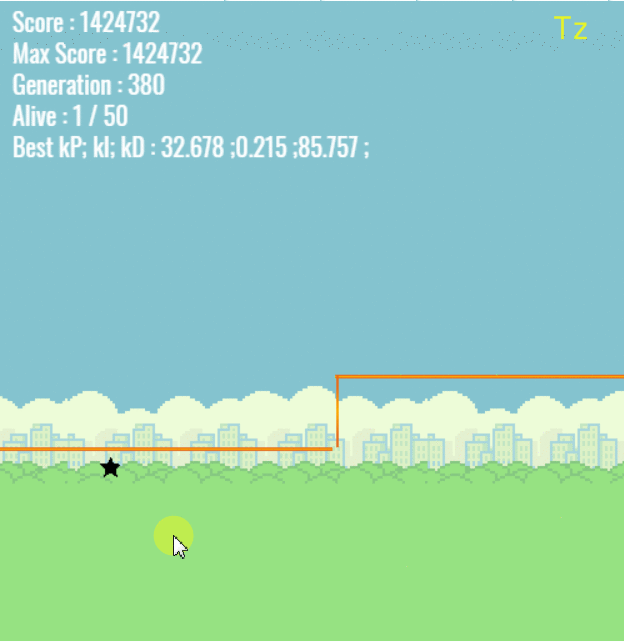 Score : 1424732
Tz
Max Score : 1424732
Generation : 380
Alive : 1 / 50
Best kP; kI; kD : 32.678 ;0.215 ;85.757 ;